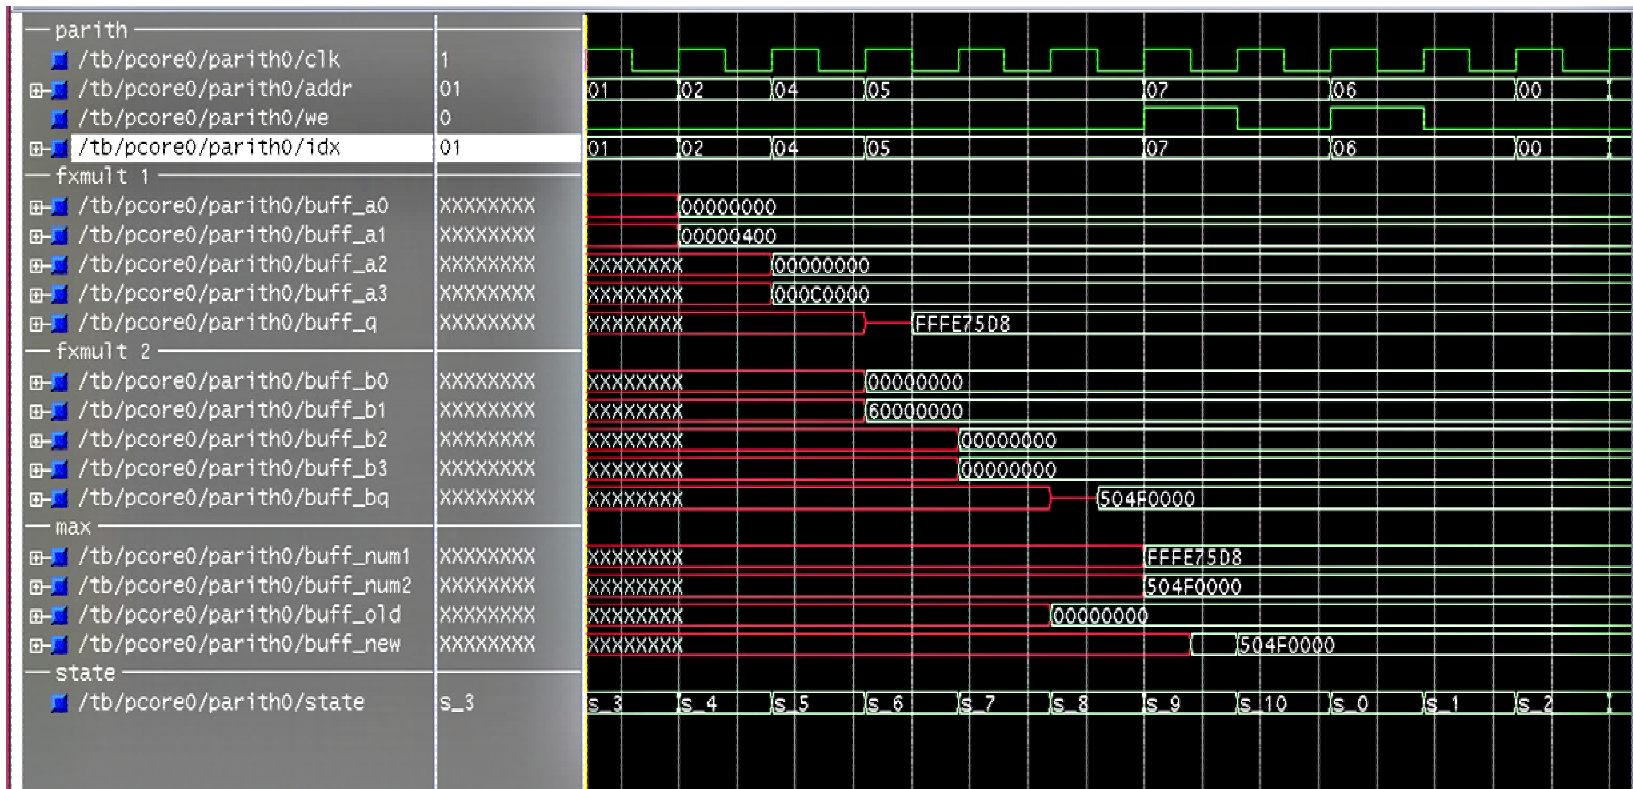 parith
/tb/pcore0/parith0/clk 1
/tb/pcore0/parith0/addr 01 01 02 04 05 07 06 00
/tb/pcore0/parith0/we 0
/tb/pcore0/parith0/idx 01 01 02 04 05 07 06 00
fxmult 1
/tb/pcore0/parith0/buff_a0 XXXXXXXX 00000000
/tb/pcore0/parith0/buff_a1 XXXXXXXX 00000400
/tb/pcore0/parith0/buff_a2 XXXXXXXX XXXXXXXX 00000000
/tb/pcore0/parith0/buff_a3 XXXXXXXX XXXXXXXX 000C0000
/tb/pcore0/parith0/buff_q XXXXXXXX XXXXXXXX FFFE75D8
fxmult 2
/tb/pcore0/parith0/buff_b0 XXXXXXXX XXXXXXXX 00000000
/tb/pcore0/parith0/buff_b1 XXXXXXXX XXXXXXXX 60000000
/tb/pcore0/parith0/buff_b2 XXXXXXXX XXXXXXXX 00000000
/tb/pcore0/parith0/buff_b3 XXXXXXXX XXXXXXXX 00000000
/tb/pcore0/parith0/buff_bq XXXXXXXX XXXXXXXX 504F0000
max
/tb/pcore0/parith0/buff_num1 XXXXXXXX XXXXXXXX FFFE75D8
/tb/pcore0/parith0/buff_num2 XXXXXXXX XXXXXXXX 504F0000
/tb/pcore0/parith0/buff_old XXXXXXXX XXXXXXXX 00000000
/tb/pcore0/parith0/buff_new XXXXXXXX XXXXXXXX 504F0000
state
/tb/pcore0/parith0/state s_3 s_3 s_4 s_5 s_6 s_7 s_8 s_9 s_10 s_0 s_1 s_2